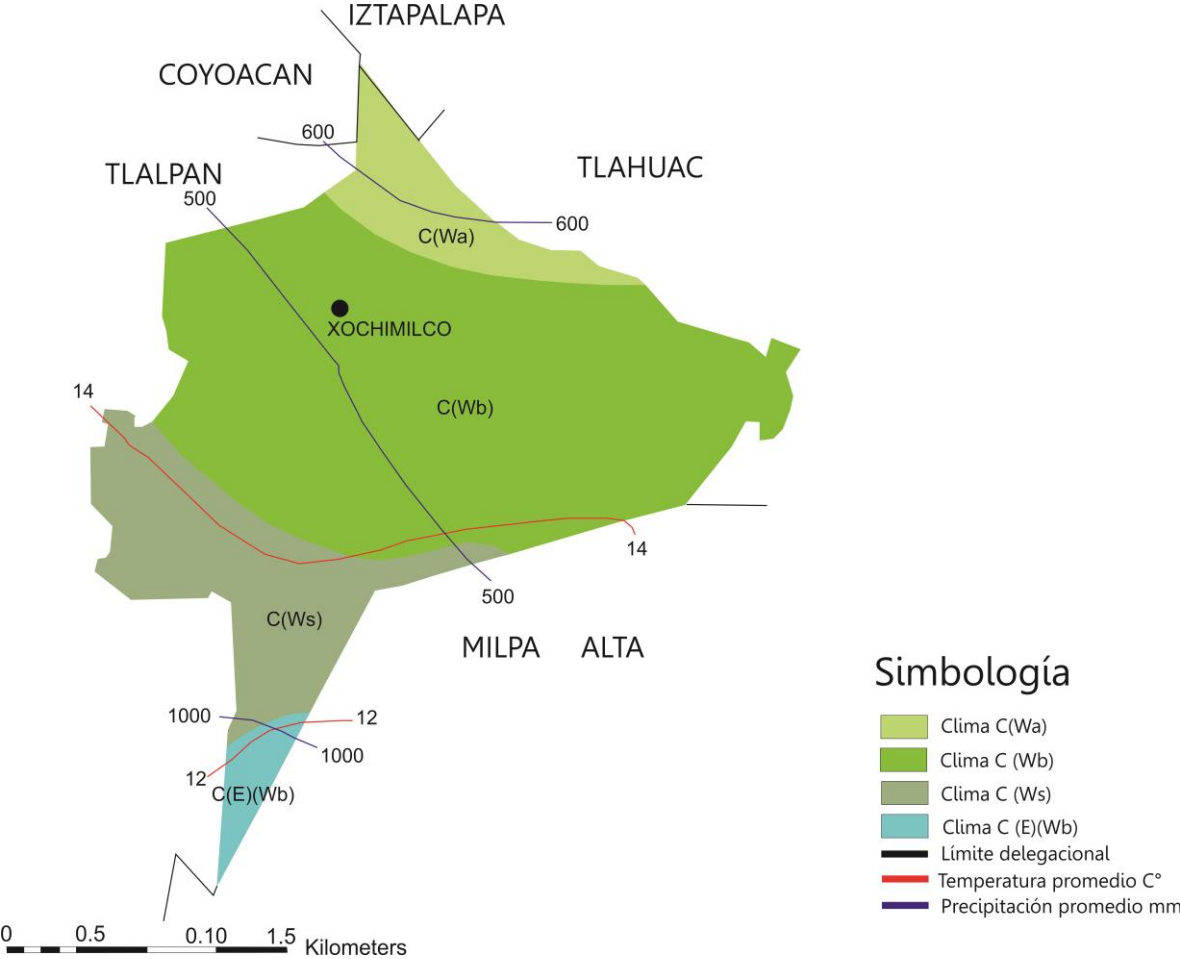 IZTAPALAPA
COYOACAN
600
TLALPAN
TLAHUAC
500
600
C(Wa)
XOCHIMILCO
14
C(Wb)
14
500
C(Ws)
MILPA ALTA
Simbología
1000
12
Clima C(Wa)
1000
Clima C (Wb)
12
C(E)(Wb)
Clima C (Ws)
Clima C (E)(Wb)
Límite delegacional
Temperatura promedio C°
Precipitación promedio mm
0 0.5 0.10 1.5 Kilometers